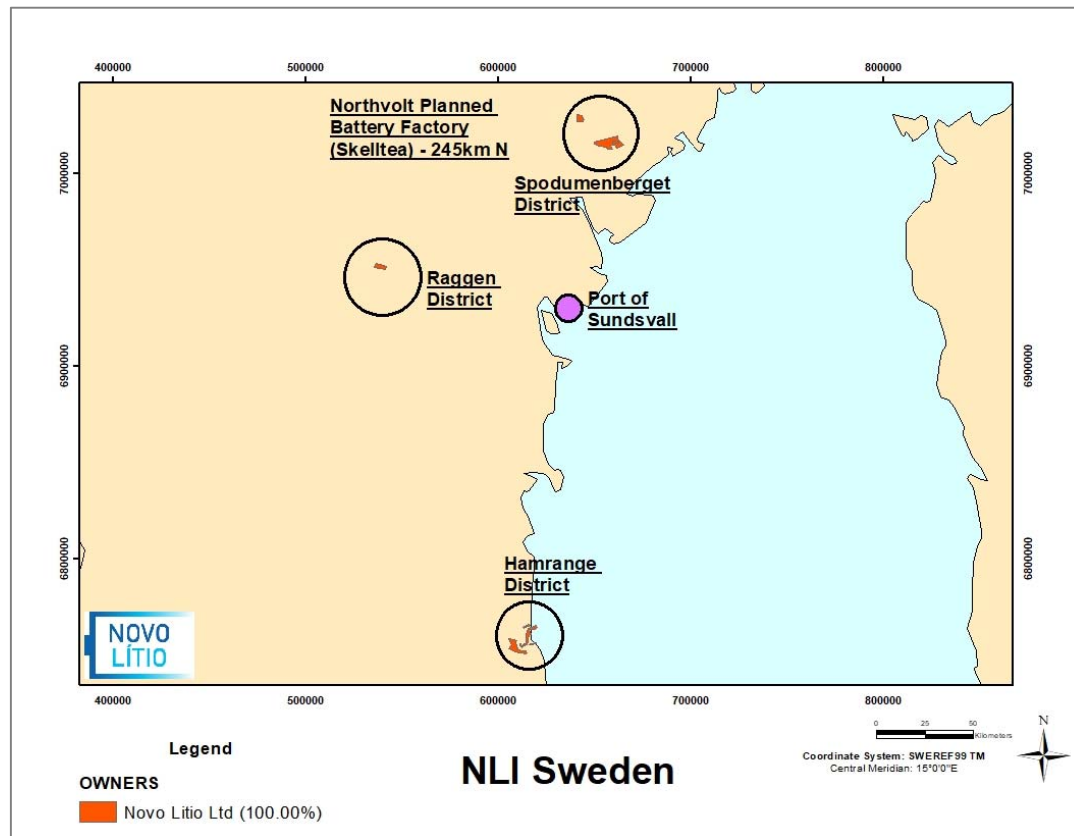 400000 500000 600000 700000 800000
Northvolt Planned
Battery Factory
(Skelltea) - 245km N
7000000
7000000
Spodumenberget
District
Raggen
District
Port of
Sundsvall
6900000
6900000
6800000
6800000
Hamrange
District
NOVO
LÍTIO
400000 500000 600000 700000 800000
Legend
OWNERS
Novo Litio Ltd (100.00%)
NLI Sweden
0 25 50
Kilometers
Coordinate System: SWEREF99 TM
Central Meridian: 15°0'0"E
N